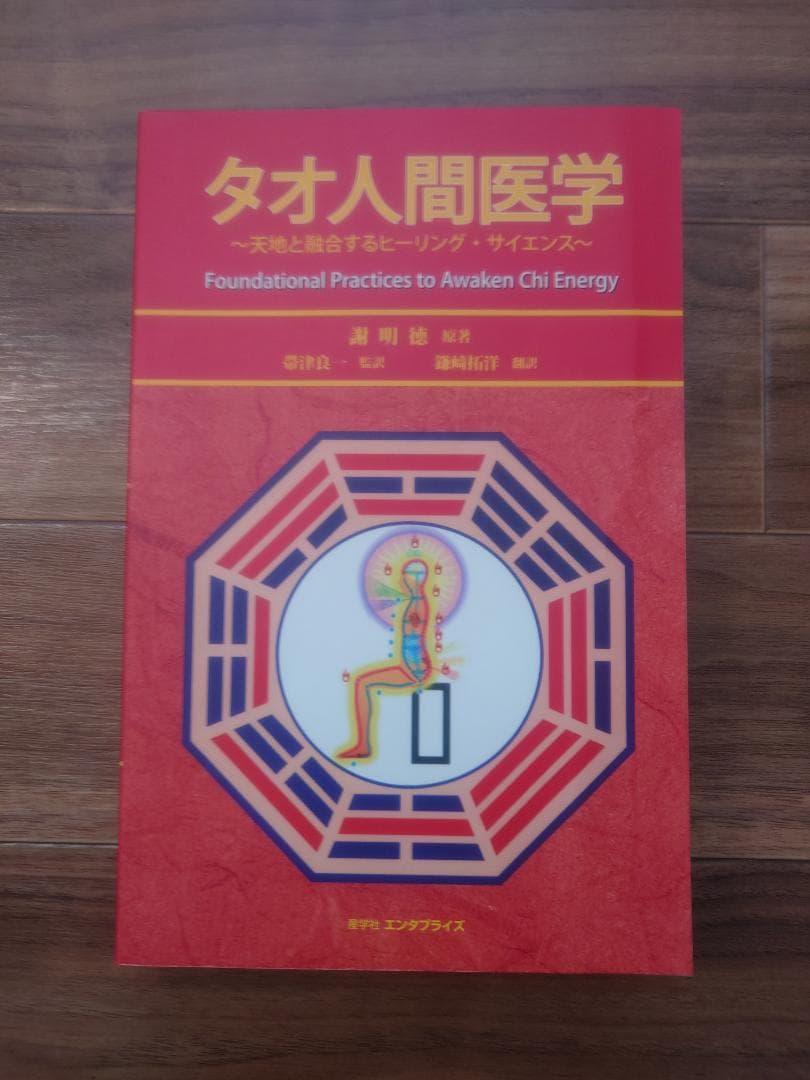 タオ人間医学
～天地と融合するヒーリング・サイエンス～
Foundational Practices to Awaken Chi Energy
謝明徳 原著
帯津良一 監訳 鎌﨑拓洋 翻訳
産学社 エンタプライズ